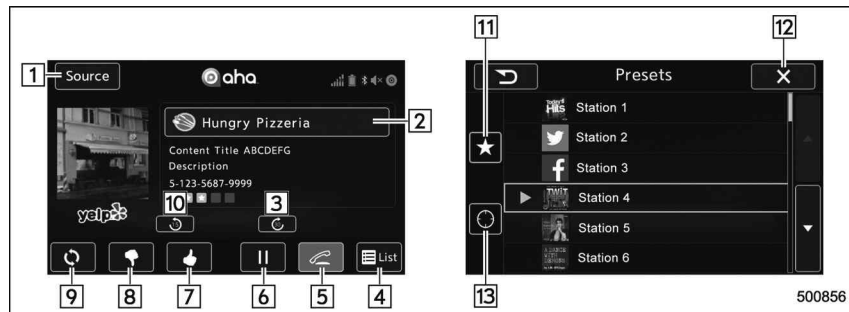 11
12
1
Source
aha
Presets
Hungry Pizzeria
2
Station 1
Content Title ABCDEFG
Description
5-123-5687-9999
Station 2
Station 3
10
3
yelp
Station 4
Station 5
List
Station 6
9
8
7
6
5
4
13
500856